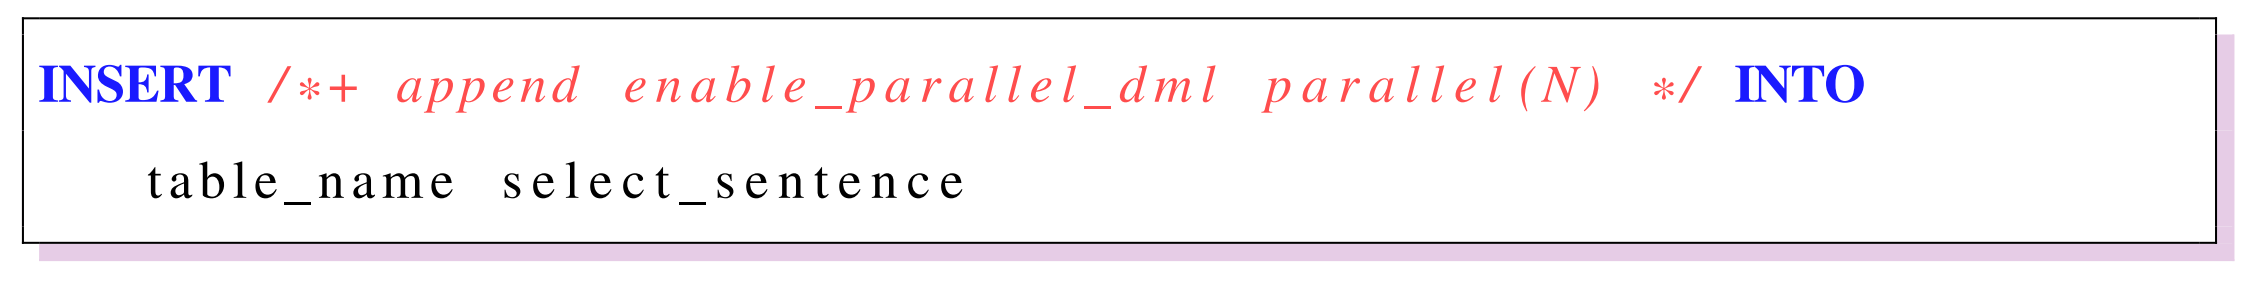 INSERT /*+ append enable_parallel_dml parallel(N) */ INTO
table_name select_sentence